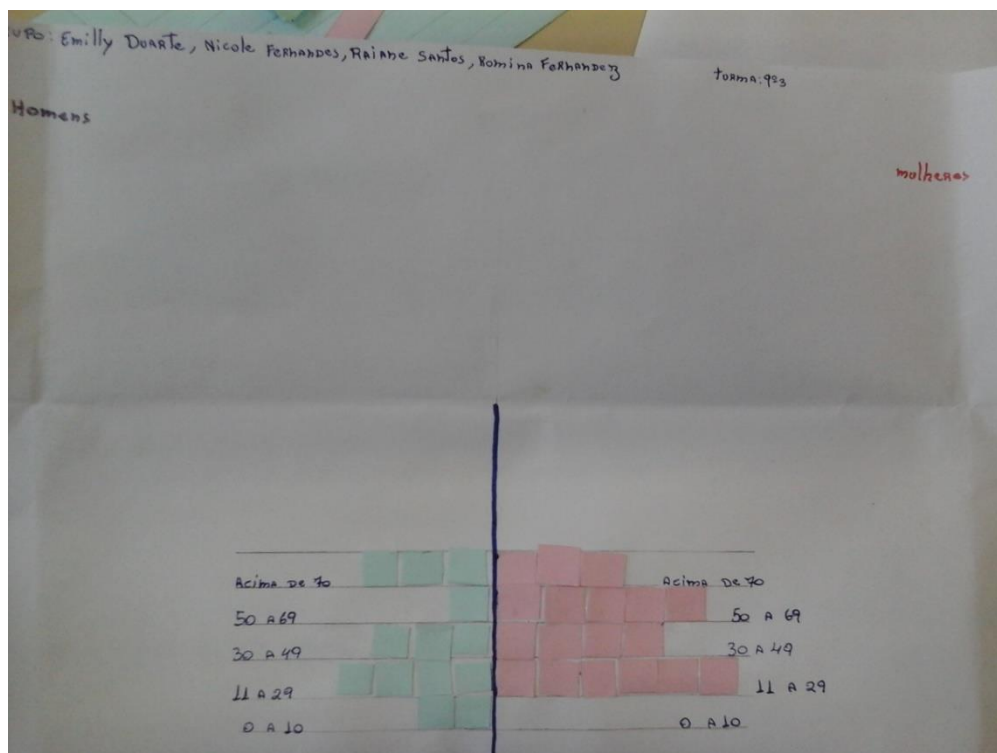 UPO: Emilly Duarte, Nicole Fernandes, Raiane Santos, Romina Fernandez
turma: 9º3
Homens
mulheres
Acima De 70
Acima De 70
50 A 69
50 A 69
30 A 49
30 A 49
11 A 29
11 A 29
0 A 10
0 A 10